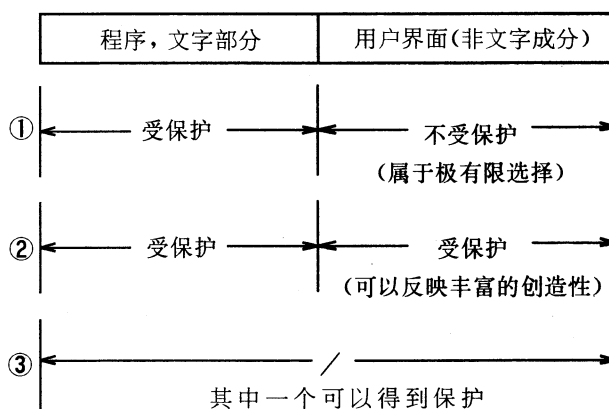 程序,文字部分 用户界面(非文字成分)
① 受保护 不受保护
(属于极有限选择)
② 受保护 受保护
(可以反映丰富的创造性)
③ /
其中一个可以得到保护